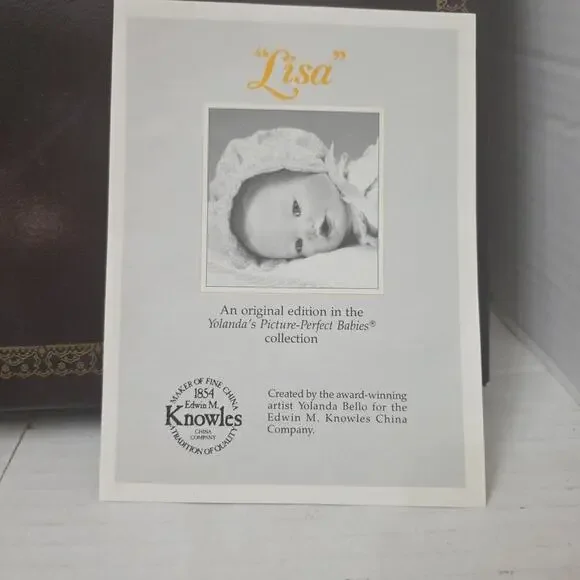 "Lisa"
An original edition in the
Yolanda's Picture-Perfect Babies®
collection
MAKER OF FINE CHINA
1854
Edwin M.
Knowles
CHINA
COMPANY
TRADITION OF QUALITY
Created by the award-winning
artist Yolanda Bello for the
Edwin M. Knowles China
Company.